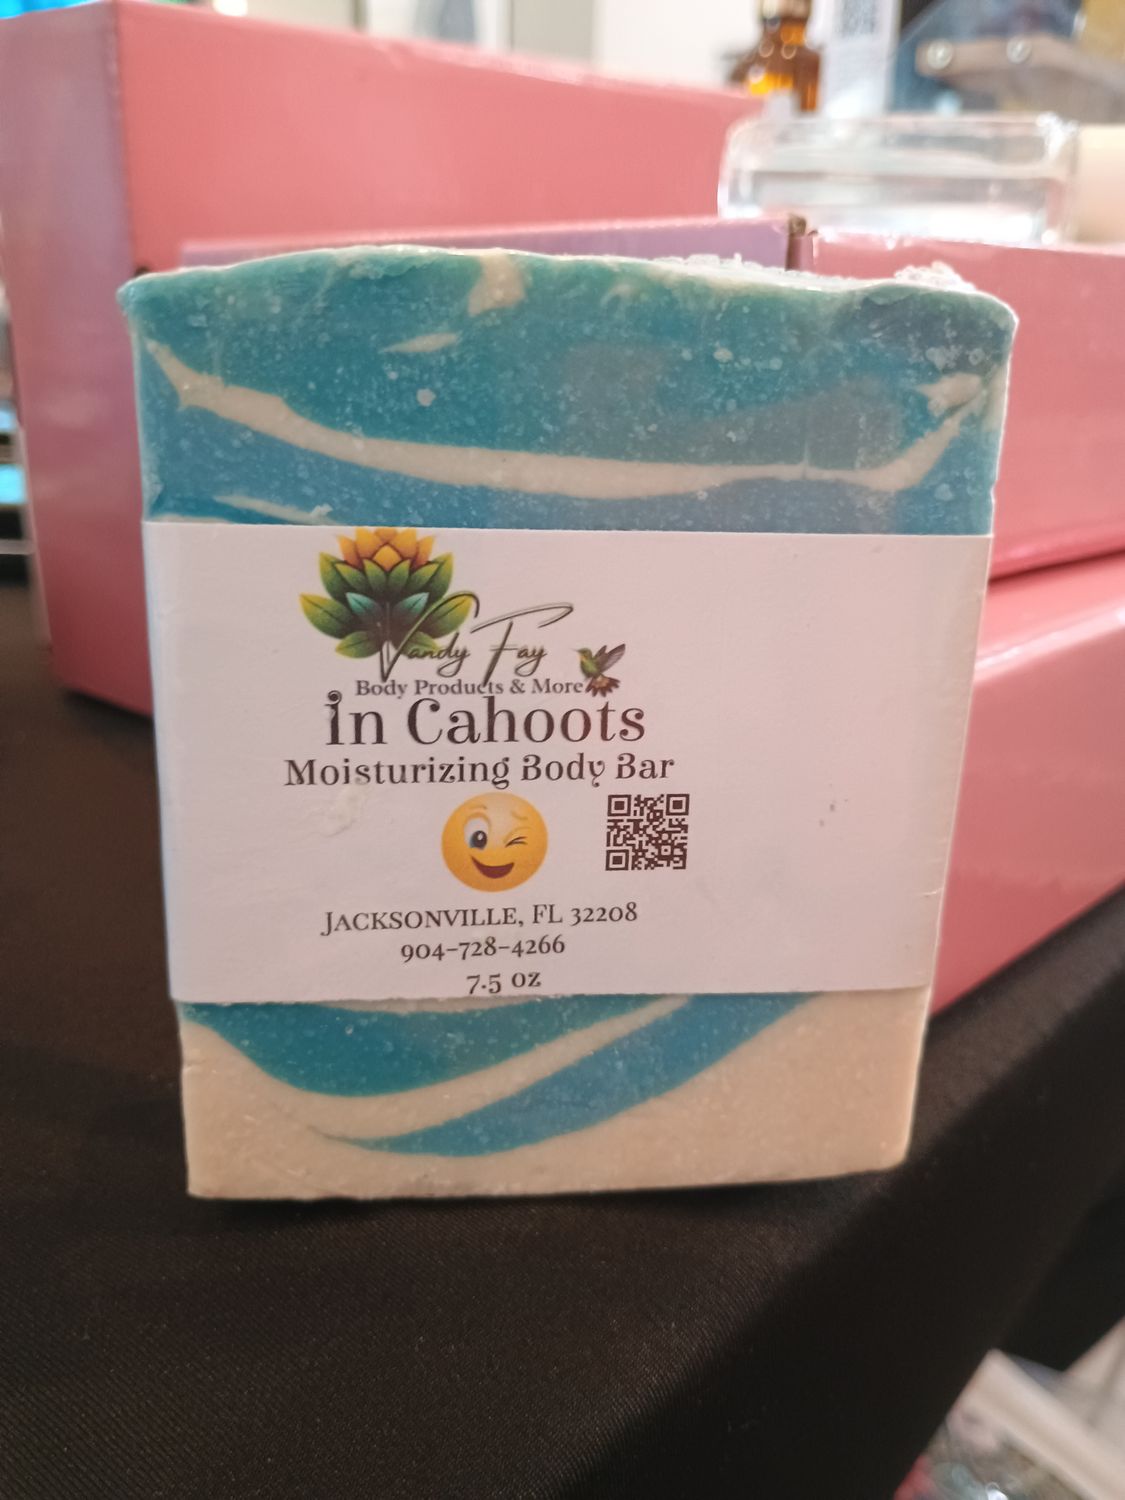 Vandy Fay
Body Products & More
in Cahoots
Moisturizing Body Bar
Jacksonville, FL 32208
904-728-4266
7.5 oz